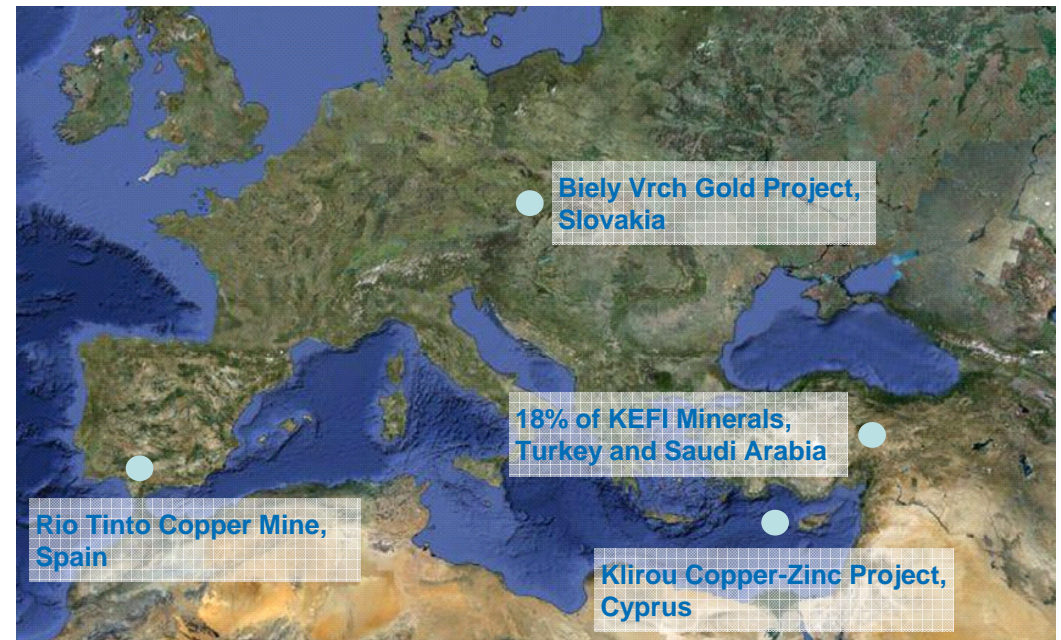 Biely Vrch Gold Project,
Slovakia
18% of KEFI Minerals,
Turkey and Saudi Arabia
Rio Tinto Copper Mine,
Spain
Klirou Copper-Zinc Project,
Cyprus